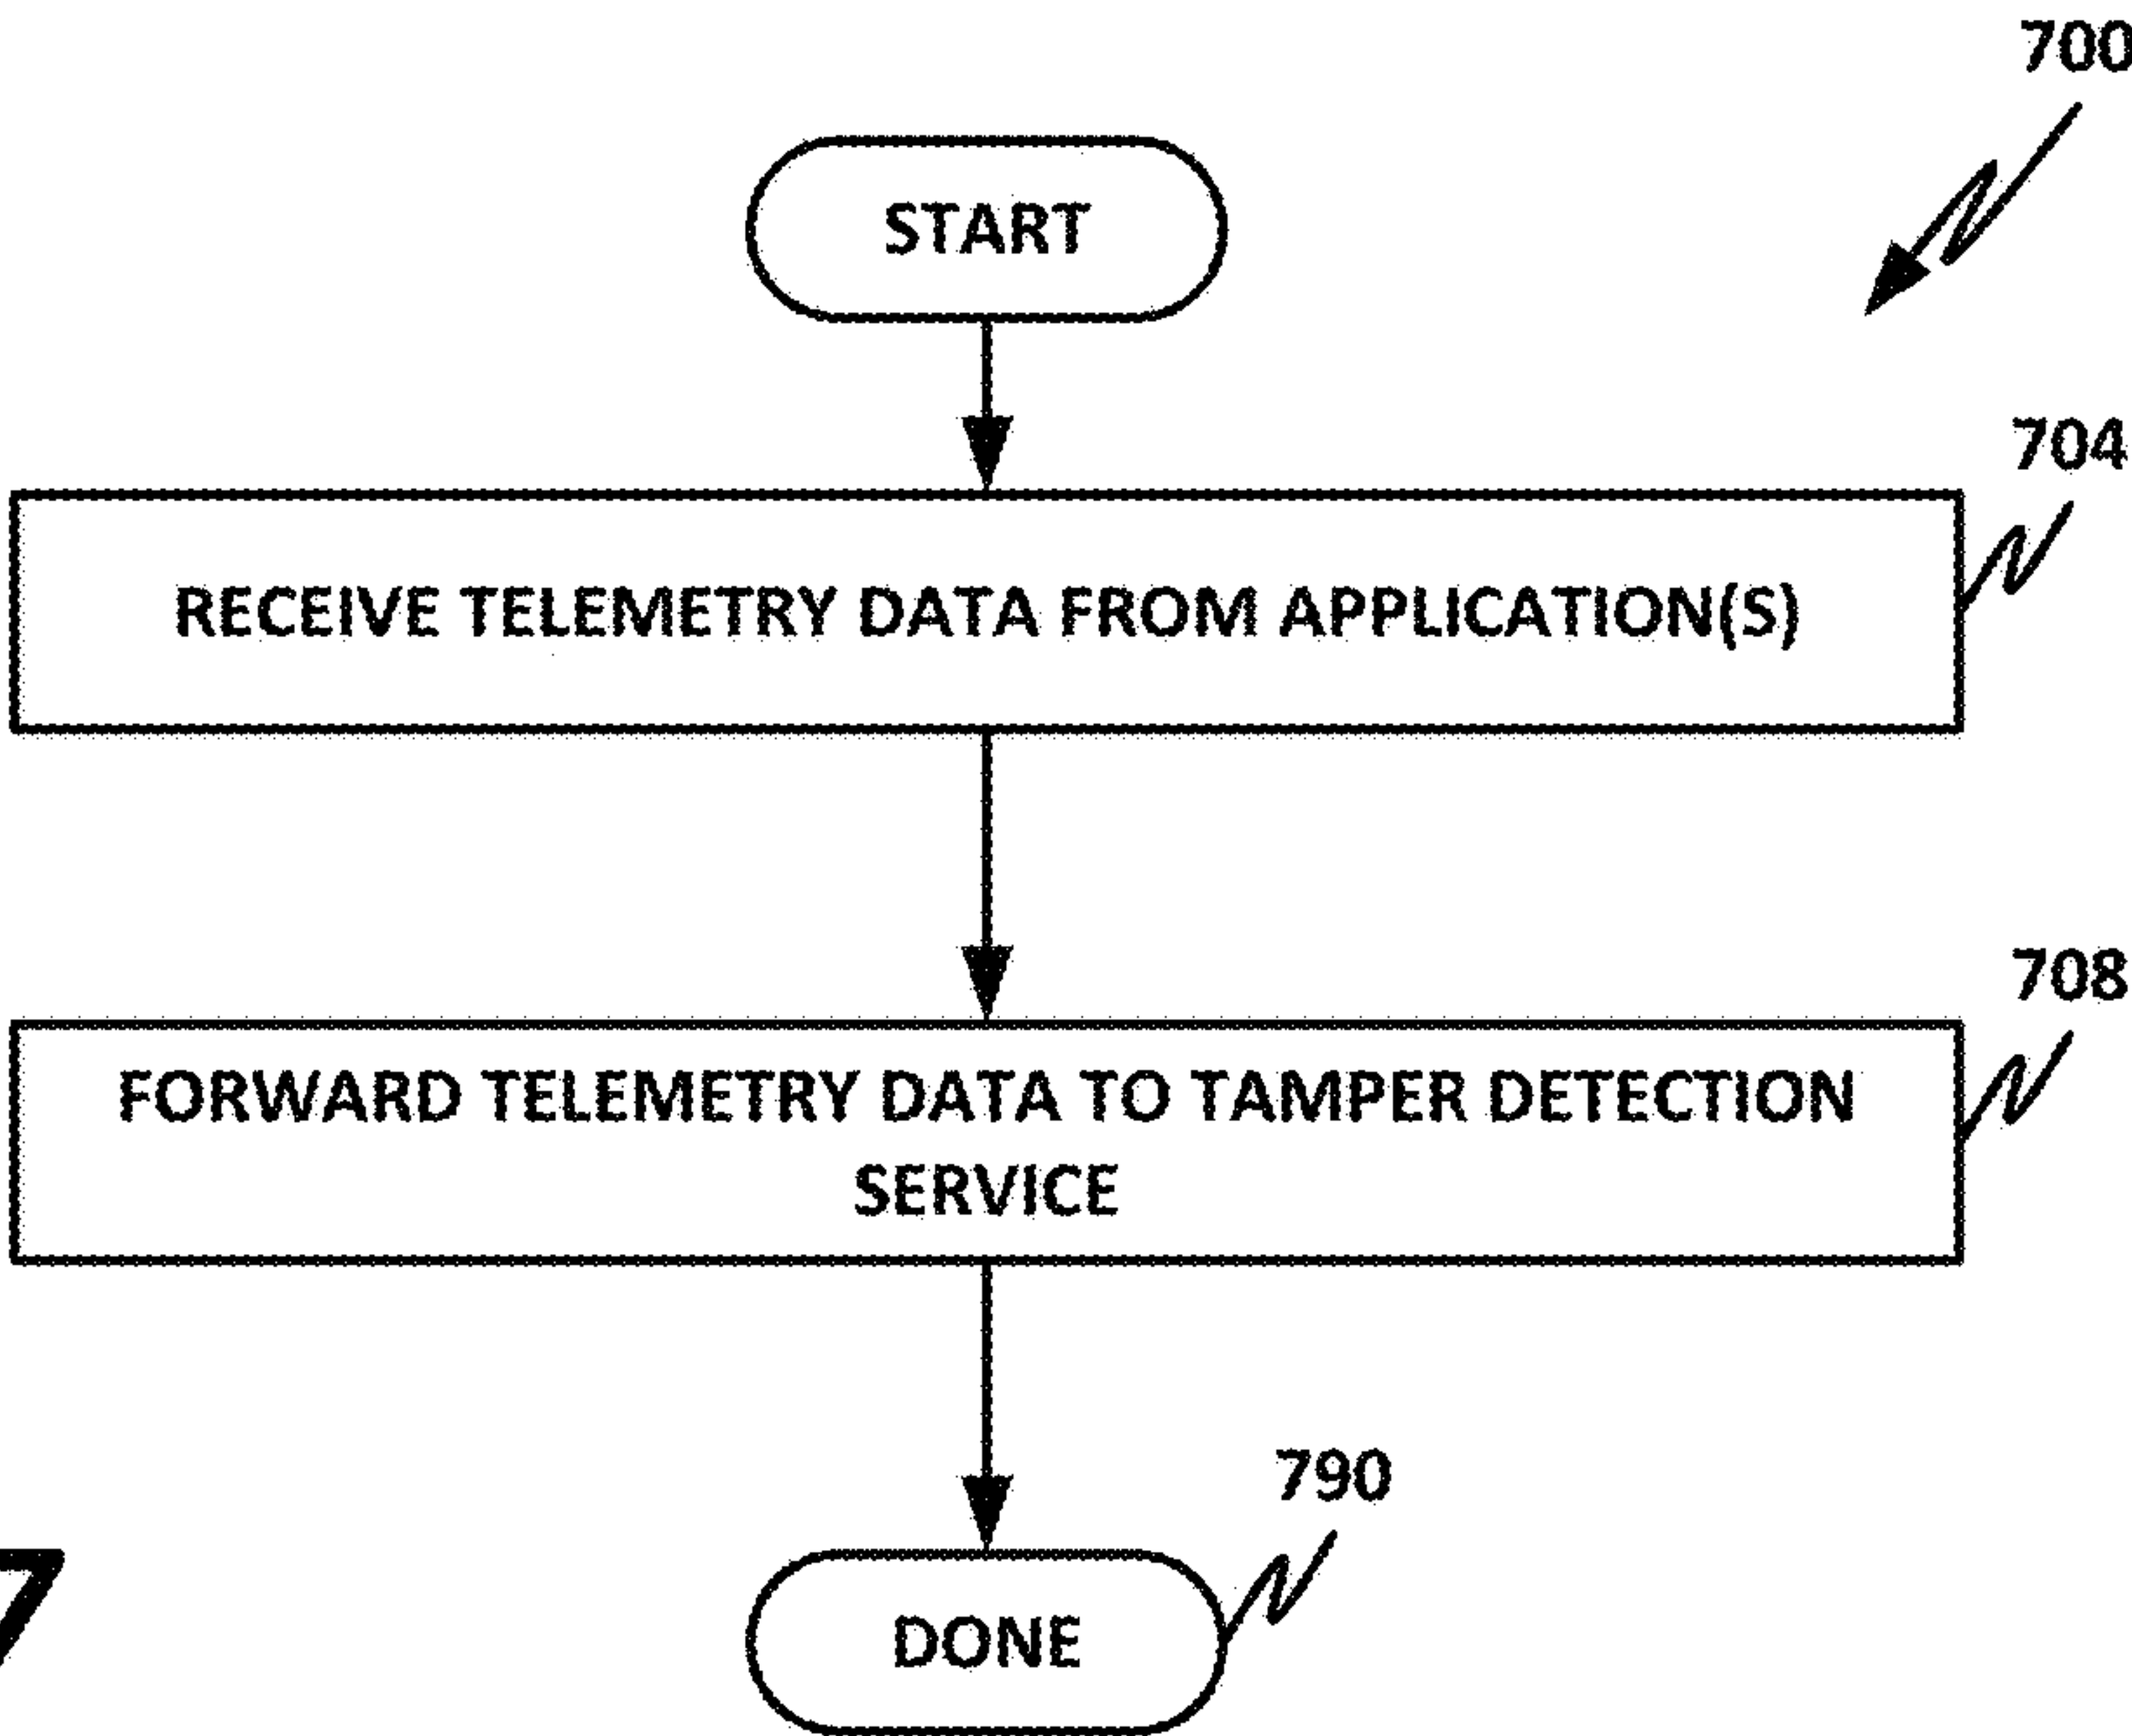 700
START
704
RECEIVE TELEMETRY DATA FROM APPLICATION(S)
708
FORWARD TELEMETRY DATA TO TAMPER DETECTION
SERVICE
790
DONE
7